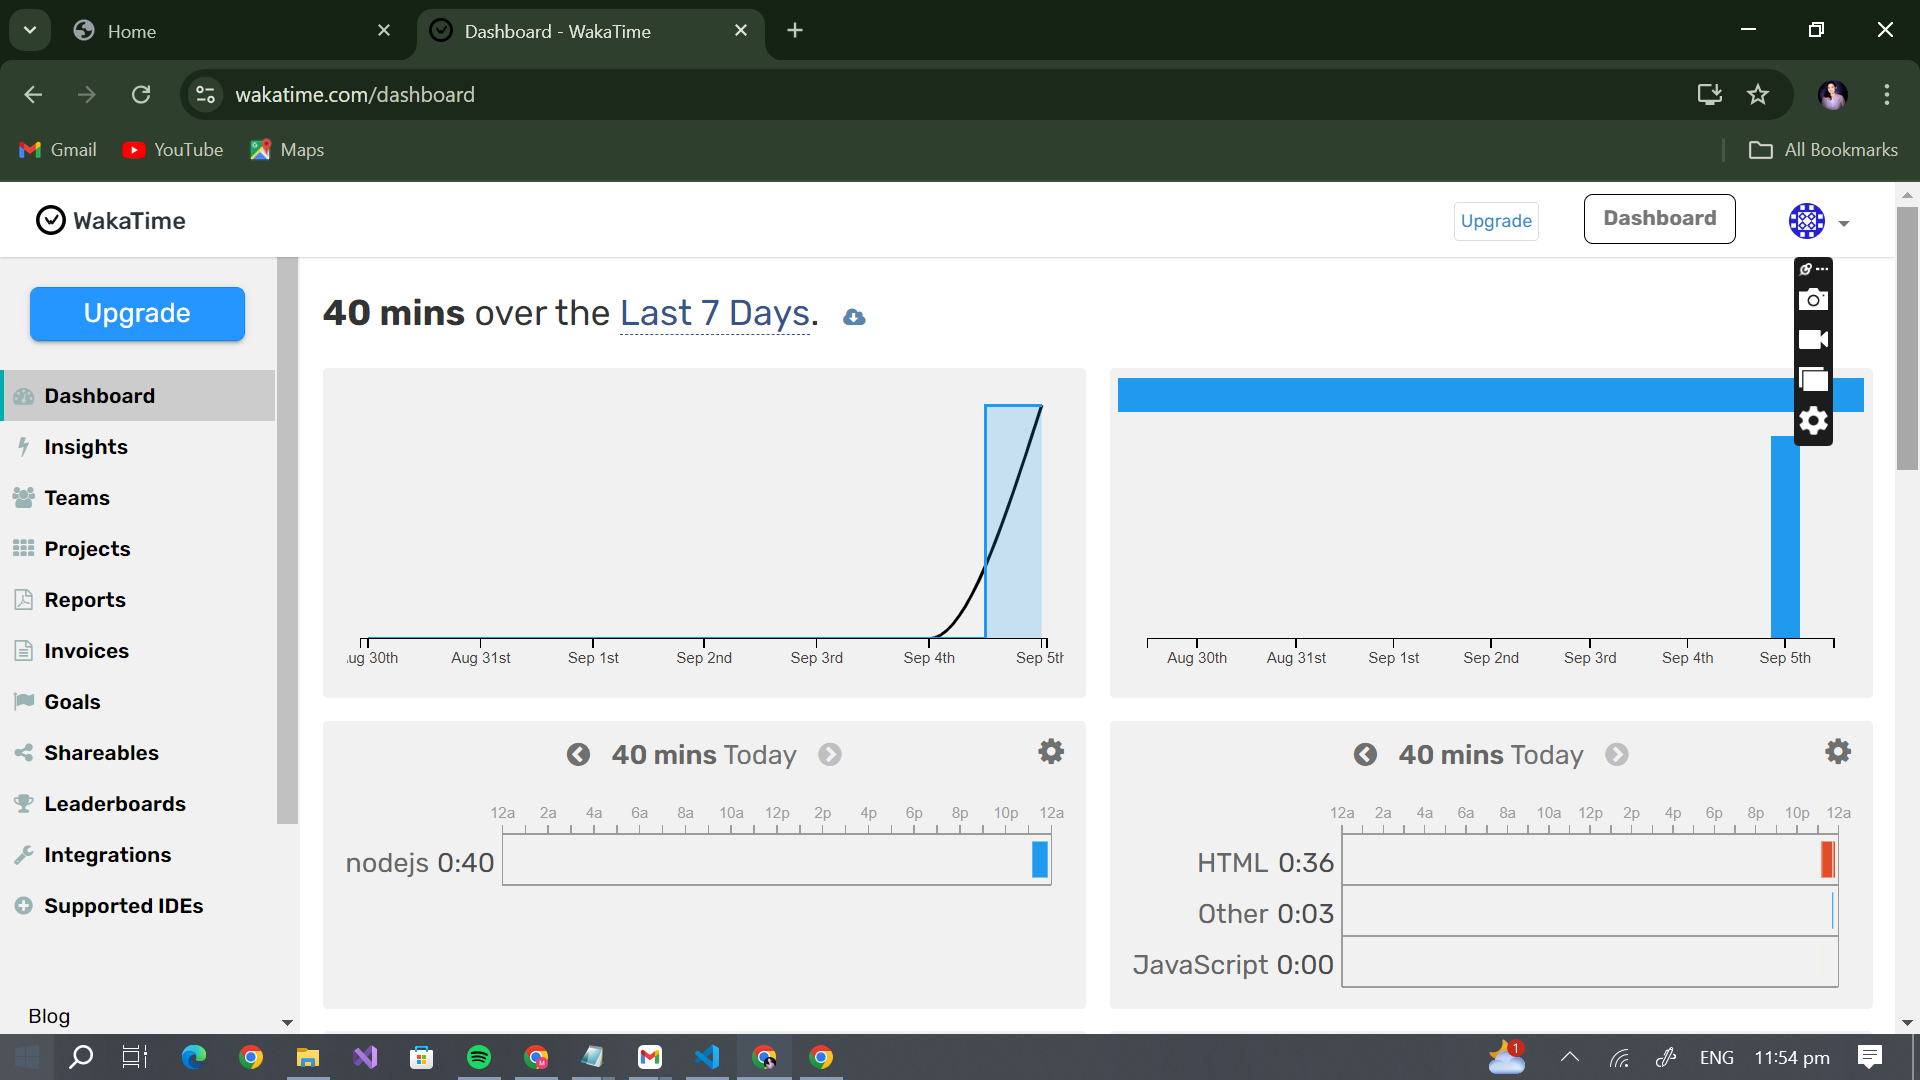 Home
Dashboard - WakaTime
wakatime.com/dashboard
Gmail
YouTube
Maps
All Bookmarks
WakaTime
Upgrade
Dashboard
Upgrade
Dashboard
Insights
Teams
Projects
Reports
Invoices
Goals
Shareables
Leaderboards
Integrations
Supported IDEs
Blog
40 mins over the Last 7 Days.
ug 30th Aug 31st Sep 1st Sep 2nd Sep 3rd Sep 4th Sep 5th
Aug 30th Aug 31st Sep 1st Sep 2nd Sep 3rd Sep 4th Sep 5th
40 mins Today
12a 2a 4a 6a 8a 10a 12p 2p 4p 6p 8p 10p 12a
nodejs 0:40
40 mins Today
12a 2a 4a 6a 8a 10a 12p 2p 4p 6p 8p 10p 12a
HTML 0:36
Other 0:03
JavaScript 0:00
1
ENG
11:54 pm